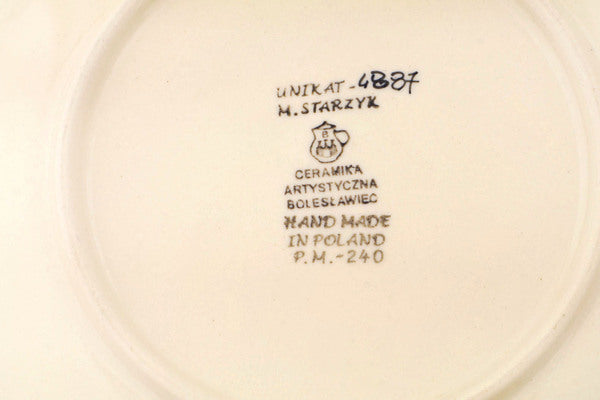 UNIKAT-4887
M.STARZYK
B
CERAMIKA
ARTYSTYCZNA
BOLESŁAWIEC
HAND MADE
IN POLAND
P.M.-240